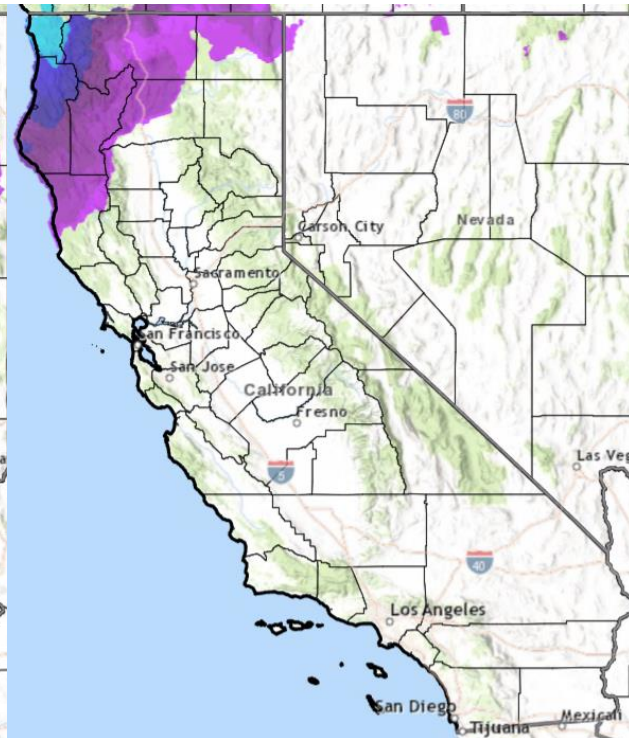 80
Carson City
Nevada
Sacramento
San Francisco
San Jose
California
Fresno
Las Veg
5
40
Los Angeles
San Diego
Tijuana
Mexicali